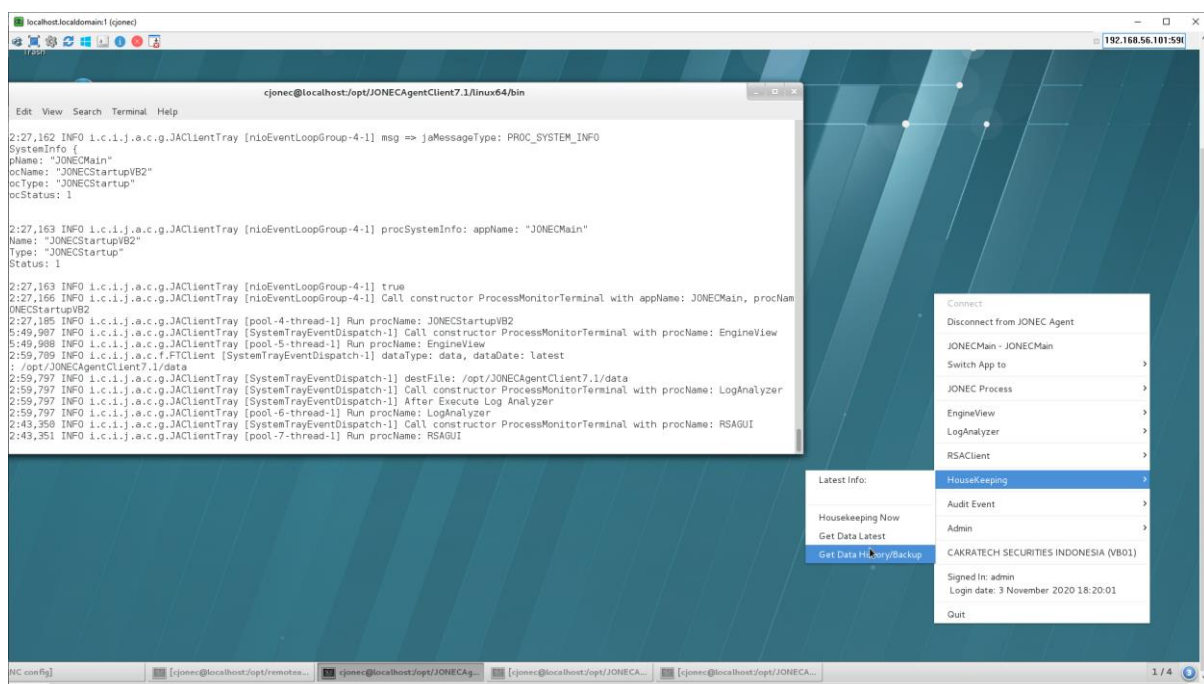 localhost.localdomain:1 (cjonec)
192.168.56.101:590
Trash
cjonec@localhost:/opt/JONECAgentClient7.1/linux64/bin
Edit View Search Terminal Help
2:27,162 INFO i.c.i.j.a.c.g.JAClientTray [nioEventLoopGroup-4-1] msg => jaMessageType: PROC_SYSTEM_INFO
SystemInfo {
pName: "JONECMain"
ocName: "JONECStartupVB2"
ocType: "JONECStartup"
ocStatus: 1
2:27,163 INFO i.c.i.j.a.c.g.JAClientTray [nioEventLoopGroup-4-1] procSystemInfo: appName: "JONECMain"
Name: "JONECStartupVB2"
Type: "JONECStartup"
Status: 1
2:27,163 INFO i.c.i.j.a.c.g.JAClientTray [nioEventLoopGroup-4-1] true
2:27,166 INFO i.c.i.j.a.c.g.JAClientTray [nioEventLoopGroup-4-1] Call constructor ProcessMonitorTerminal with appName: JONECMain, procNam
ONECStartupVB2
2:27,185 INFO i.c.i.j.a.c.g.JAClientTray [pool-4-thread-1] Run procName: JONECStartupVB2
5:49,907 INFO i.c.i.j.a.c.g.JAClientTray [SystemTrayEventDispatch-1] Call constructor ProcessMonitorTerminal with procName: EngineView
5:49,908 INFO i.c.i.j.a.c.g.JAClientTray [pool-5-thread-1] Run procName: EngineView
2:59,709 INFO i.c.i.j.a.c.f.FTClient [SystemTrayEventDispatch-1] dataType: data, dataDate: latest
: /opt/JONECAgentClient7.1/data
2:59,797 INFO i.c.i.j.a.c.g.JAClientTray [SystemTrayEventDispatch-1] destFile: /opt/JONECAgentClient7.1/data
2:59,797 INFO i.c.i.j.a.c.g.JAClientTray [SystemTrayEventDispatch-1] Call constructor ProcessMonitorTerminal with procName: LogAnalyzer
2:59,797 INFO i.c.i.j.a.c.g.JAClientTray [SystemTrayEventDispatch-1] After Execute Log Analyzer
2:59,797 INFO i.c.i.j.a.c.g.JAClientTray [pool-6-thread-1] Run procName: LogAnalyzer
2:43,350 INFO i.c.i.j.a.c.g.JAClientTray [SystemTrayEventDispatch-1] Call constructor ProcessMonitorTerminal with procName: RSAGUI
2:43,351 INFO i.c.i.j.a.c.g.JAClientTray [pool-7-thread-1] Run procName: RSAGUI
Connect
Disconnect from JONEC Agent
JONECMain - JONECMain
Switch App to
JONEC Process
EngineView
LogAnalyzer
RSAClient
HouseKeeping
Audit Event
Admin
CAKRATECH SECURITIES INDONESIA (VB01)
Signed In: admin
Login date: 3 November 2020 18:20:01
Quit
Latest Info:
Housekeeping Now
Get Data Latest
Get Data History/Backup
NC config]
[cjonec@localhost:/opt/remotea...
cjonec@localhost:/opt/JONECAg...
[cjonec@localhost:/opt/JONECA...
[cjonec@localhost:/opt/JONECA...
1 / 4